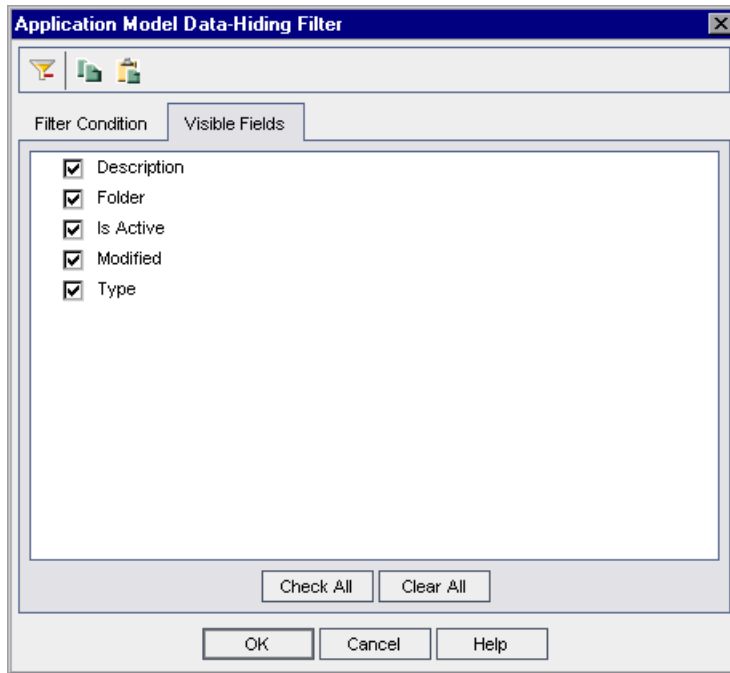 Application Model Data-Hiding Filter
Filter Condition Visible Fields
Description
Folder
Is Active
Modified
Type
Check All Clear All
OK Cancel Help